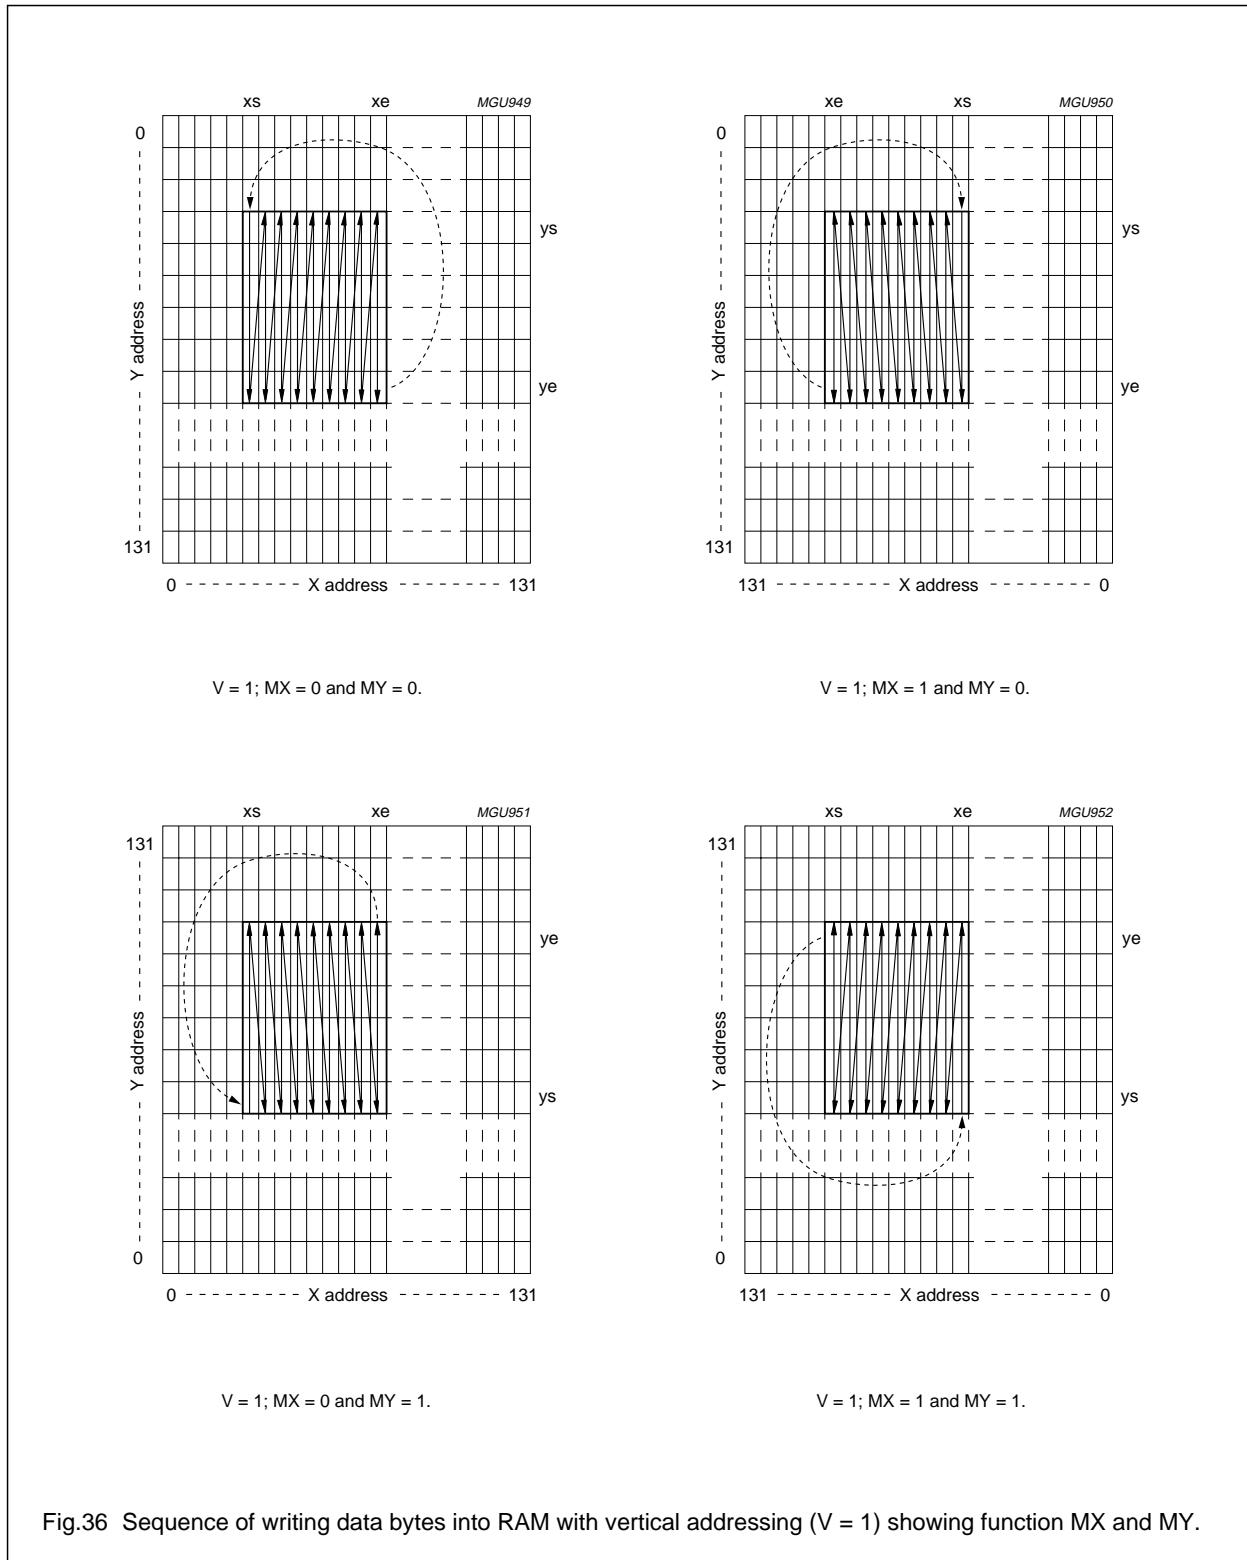 xs xe MGU949
0
ys
Y address
ye
131
0 X address 131
V = 1; MX = 0 and MY = 0.
xe xs MGU950
0
ys
Y address
ye
131
131 X address 0
V = 1; MX = 1 and MY = 0.
xs xe MGU951
131
ye
Y address
ys
0
0 X address 131
V = 1; MX = 0 and MY = 1.
xs xe MGU952
131
ye
Y address
ys
0
131 X address 0
V = 1; MX = 1 and MY = 1.
Fig.36 Sequence of writing data bytes into RAM with vertical addressing (V = 1) showing function MX and MY.